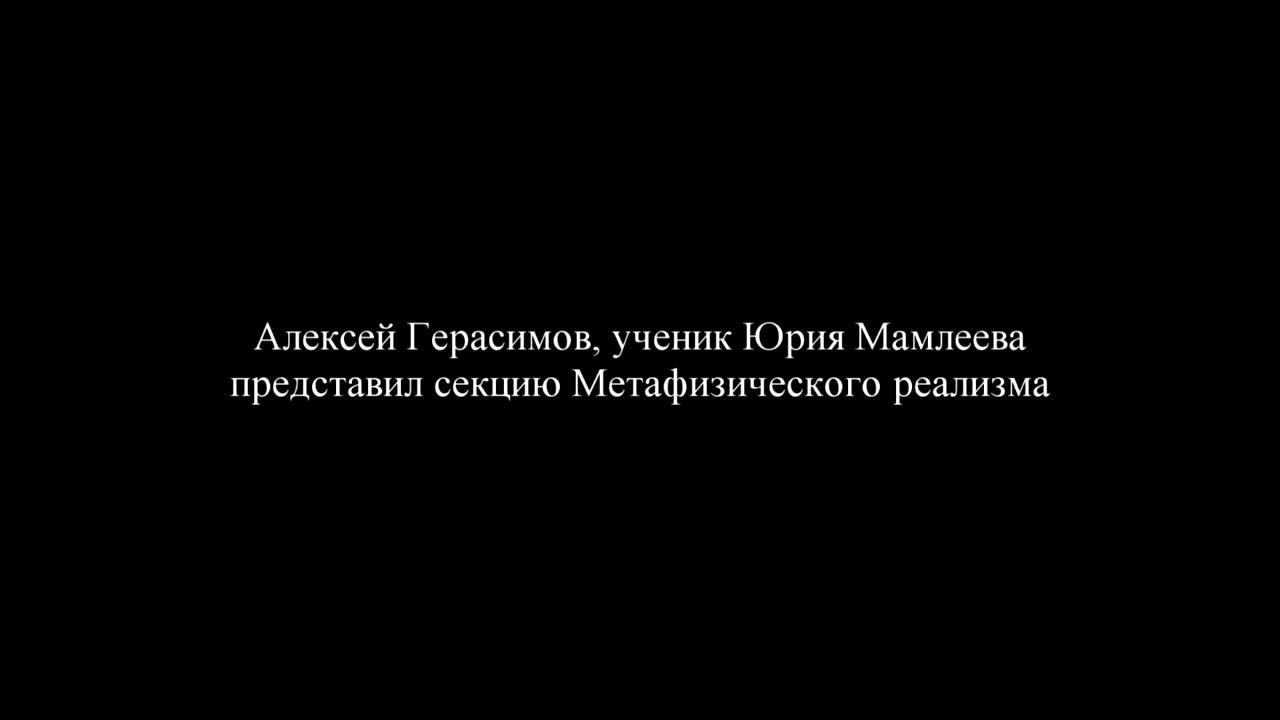 Алексей Герасимов, ученик Юрия Мамлеева
представил секцию Метафизического реализма